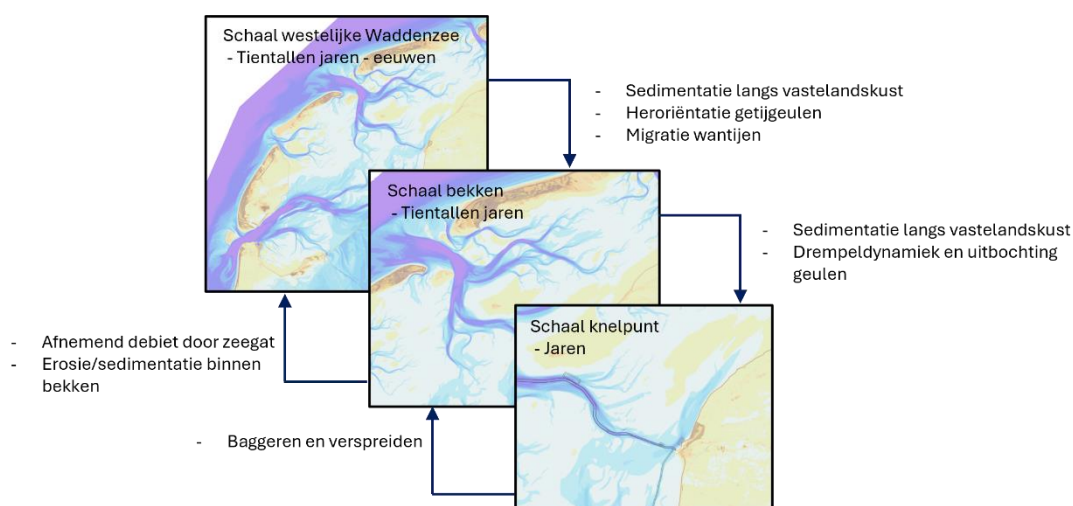 Schaal westelijke Waddenzee
- Tientallen jaren - eeuwen
- Sedimentatie langs vastelandskust
- Heroriëntatie getijgeulen
- Migratie wantijen
Schaal bekken
- Tientallen jaren
- Sedimentatie langs vastelandskust
- Drempeldynamiek en uitbochting
geulen
Schaal knelpunt
- Jaren
- Afnemend debiet door zeegat
- Erosie/sedimentatie binnen
bekken
- Baggeren en verspreiden